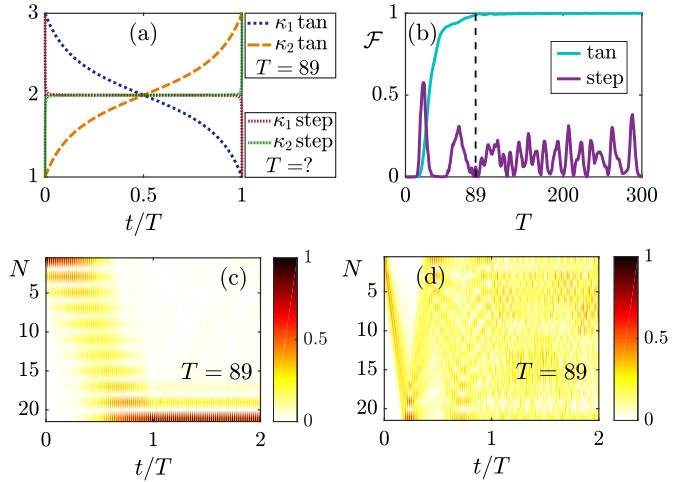 3
2
1
0
0.5
1
t/T
(a)
κ₁ tan
κ₂ tan
T = 89
κ₁ step
κ₂ step
T =?
1
0.5
0
ℱ
(b)
tan
step
0
89
200
300
T
N
5
10
15
20
0
1
2
t/T
(c)
T = 89
1
0.5
0
N
5
10
15
20
0
1
2
t/T
(d)
T = 89
1
0.5
0